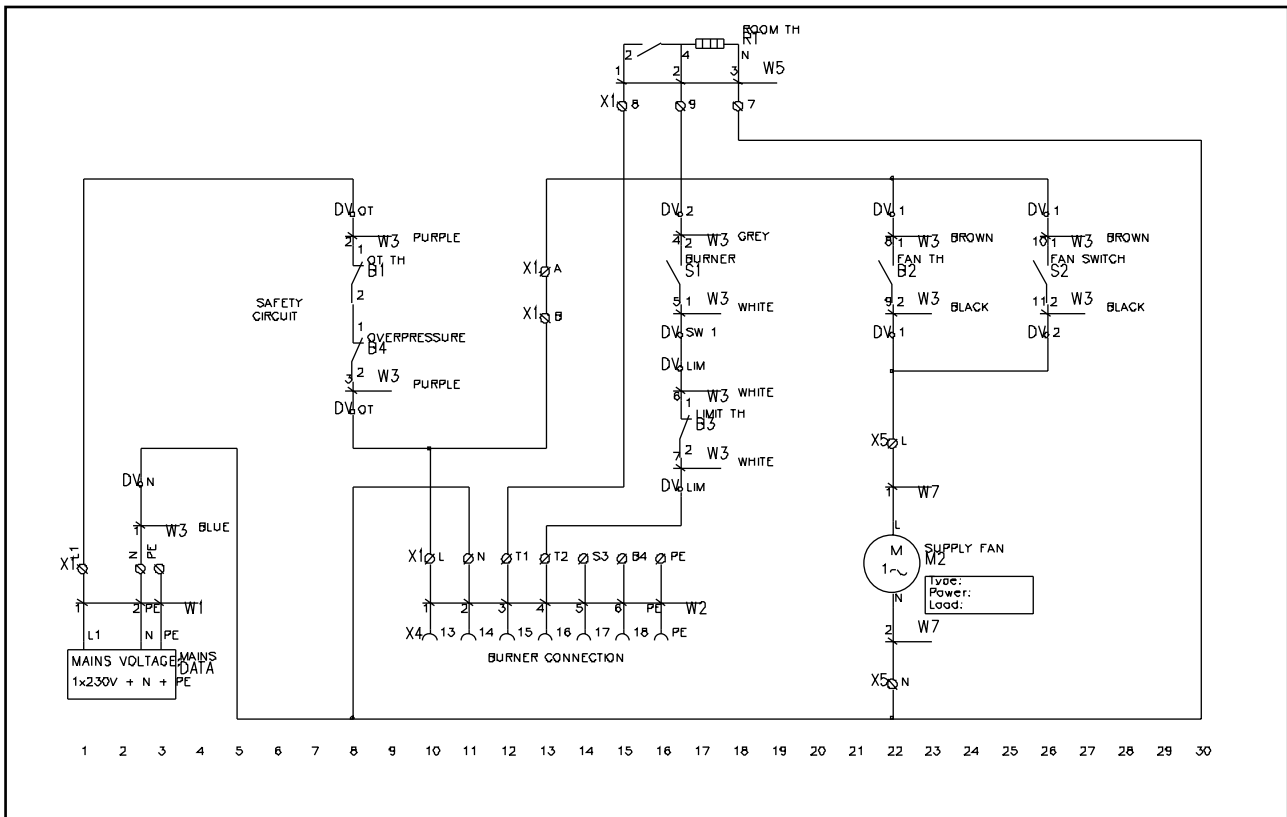 ROOM TH
R1
2 4 N
1 2 3 W5
X1 8 9 7
DV OT DV 2 DV 1 DV 1
2 W3 PURPLE 4 2 W3 GREY 8 1 W3 BROWN 10 1 W3 BROWN
1 OT TH BURNER FAN TH FAN SWITCH
B1 X1 A S1 B2 S2
2
SAFETY
CIRCUIT
5 1 W3 WHITE 9 2 W3 BLACK 11 2 W3 BLACK
X1 B
1 OVERPRESSURE DV SW 1 DV 1 DV 2
B4
DV LIM
3 2 W3 PURPLE
6 1 W3 WHITE
DV OT
LIMIT TH
B3
X5 L
7 2 W3 WHITE
DV N DV LIM
1 W7
1 W3 BLUE
L
X1 L1 N PE X1 L N T1 T2 S3 B4 PE
M
1~
SUPPLY FAN
M2
Type:
Power:
Load:
N
1 2 PE W1 1 2 3 4 5 6 PE W2
L1 N PE X4 13 14 15 16 17 18 PE
2 W7
BURNER CONNECTION
MAINS VOLTAGE MAINS
DATA
1x230V + N + PE
X5 N
1 2 3 4 5 6 7 8 9 10 11 12 13 14 15 16 17 18 19 20 21 22 23 24 25 26 27 28 29 30